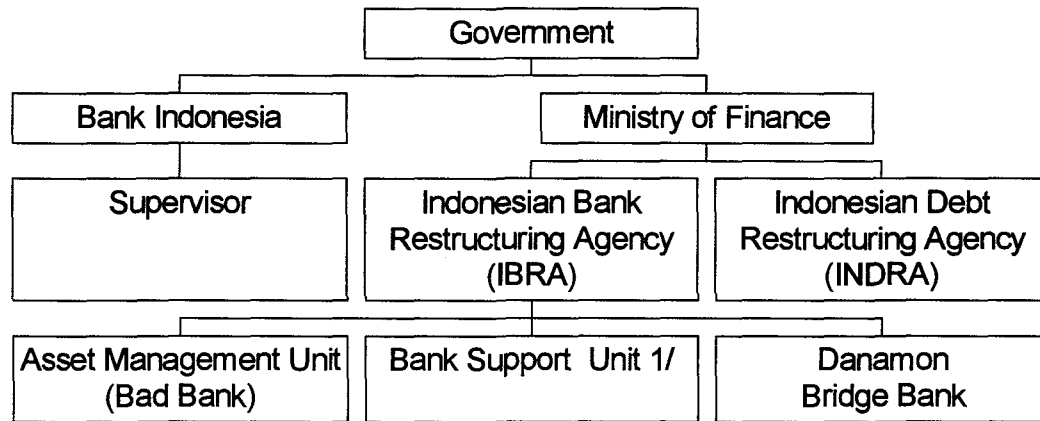 Government
Bank Indonesia
Ministry of Finance
Supervisor
Indonesian Bank
Restructuring Agency
(IBRA)
Indonesian Debt
Restructuring Agency
(INDRA)
Asset Management Unit
(Bad Bank)
Bank Support Unit 1/
Danamon
Bridge Bank